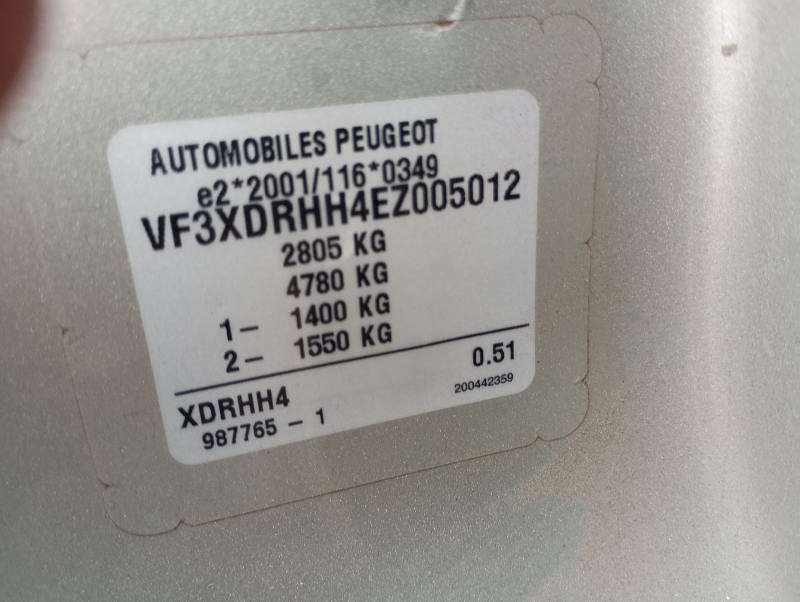 AUTOMOBILES PEUGEOT
e2*2001/116*0349
VF3XDRHH4EZ005012
2805 KG
4780 KG
1- 1400 KG
2- 1550 KG
0.51
XDRHH4
200442359
987765 - 1